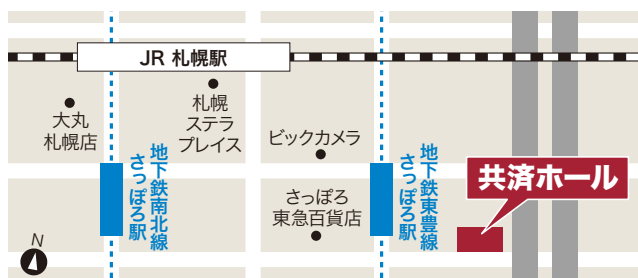 JR 札幌駅
大丸
札幌店
札幌
ステラ
プレイス
ビックカメラ
地下鉄南北線
さっぽろ駅
さっぽろ
東急百貨店
地下鉄東豊線
さっぽろ駅
共済ホール
N